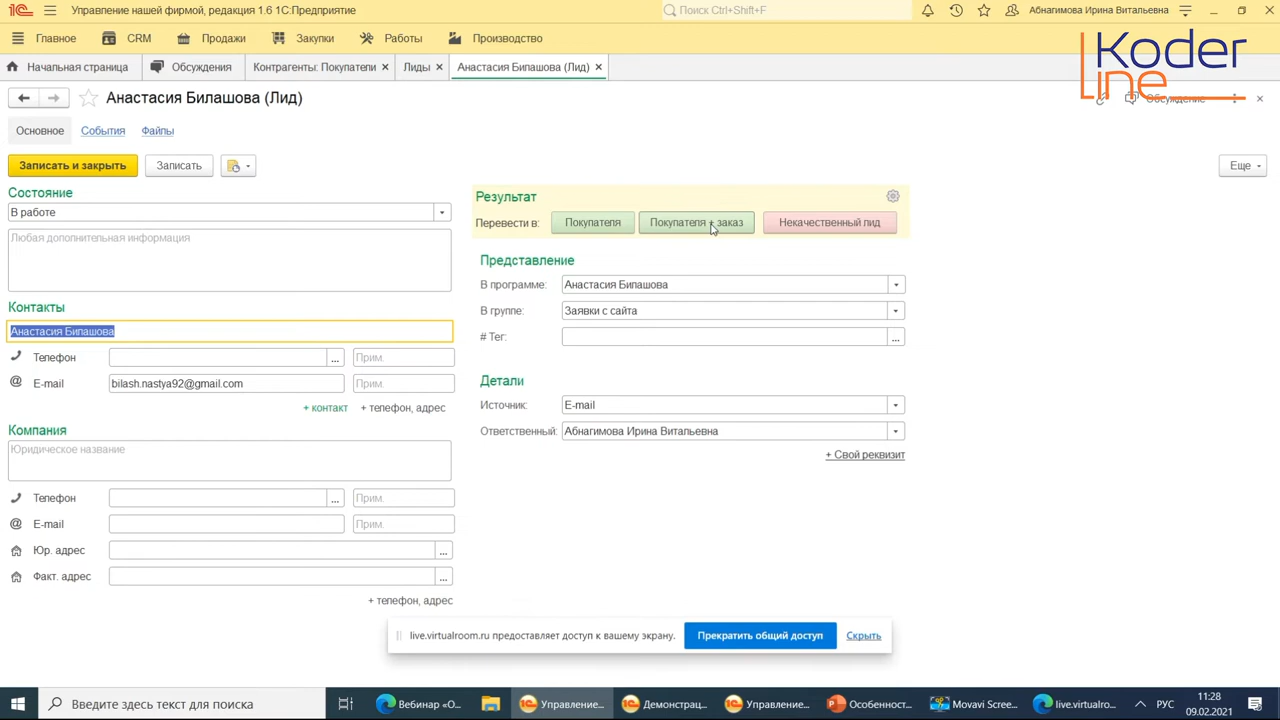 Управление нашей фирмой, редакция 1.6 1С:Предприятие
Поиск Ctrl+Shift+F
Абнагимова Ирина Витальевна
Главное CRM Продажи Закупки Работы Производство
Koder
line
Начальная страница Обсуждения Контрагенты: Покупатели Лиды Анастасия Билашова (Лид)
Анастасия Билашова (Лид)
Обсуждение
Основное События Файлы
Записать и закрыть Записать Еще
Состояние
В работе
Любая дополнительная информация
Контакты
Анастасия Билашова
Телефон ... Прим.
@ E-mail bilash.nastya92@gmail.com Прим.
+ контакт + телефон, адрес
Компания
Юридическое название
Телефон ... Прим.
@ E-mail Прим.
Юр. адрес ...
Факт. адрес ...
+ телефон, адрес
Результат
Перевести в: Покупателя Покупателя + заказ Некачественный лид
Представление
В программе: Анастасия Билашова
В группе: Заявки с сайта
# Тег: ...
Детали
Источник: E-mail
Ответственный: Абнагимова Ирина Витальевна
+ Свой реквизит
live.virtualroom.ru предоставляет доступ к вашему экрану. Прекратить общий доступ Скрыть
Введите здесь текст для поиска
Вебинар «О... Управление... Демонстрац... Управление... Особенност... Movavi Scree... live.virtualro... РУС
11:28
09.02.2021